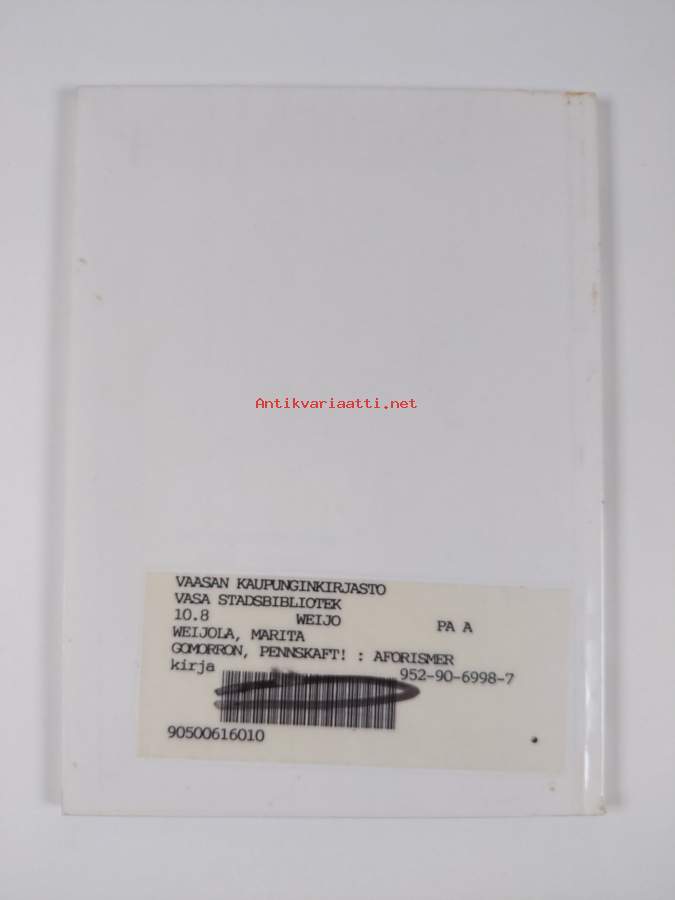 Antikvariaatti.net
VAASAN KAUPUNGINKIRJASTO
VASA STADSBIBLIOTEK
10.8 WEIJO PA A
WEIJOLA, MARITA
GOMORRON, PENNSKAFT! : AFORISMER
kirja 952-90-6998-7
90500616010